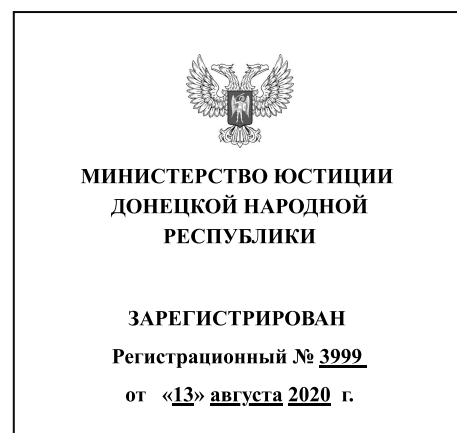 МИНИСТЕРСТВО ЮСТИЦИИ
ДОНЕЦКОЙ НАРОДНОЙ
РЕСПУБЛИКИ
ЗАРЕГИСТРИРОВАН
Регистрационный № 3999
от «13» августа 2020 г.